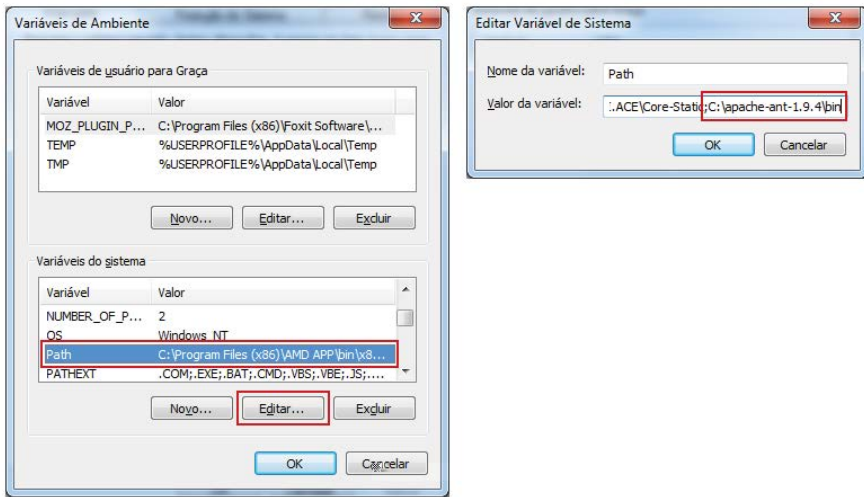 Variáveis de Ambiente
Variáveis de usuário para Graça
Variável Valor
MOZ_PLUGIN_P... C:\Program Files (x86)\Foxit Software\...
TEMP %USERPROFILE%\AppData\Local\Temp
TMP %USERPROFILE%\AppData\Local\Temp
Novo... Editar... Excluir
Variáveis do sistema
Variável Valor
NUMBER_OF_P... 2
OS Windows_NT
Path C:\Program Files (x86)\AMD APP\bin\x8...
PATHEXT .COM;.EXE;.BAT;.CMD;.VBS;.VBE;.JS;....
Novo... Editar... Excluir
OK Cancelar
Editar Variável de Sistema
Nome da variável: Path
Valor da variável: :.ACE\Core-Static;C:\apache-ant-1.9.4\bin
OK Cancelar